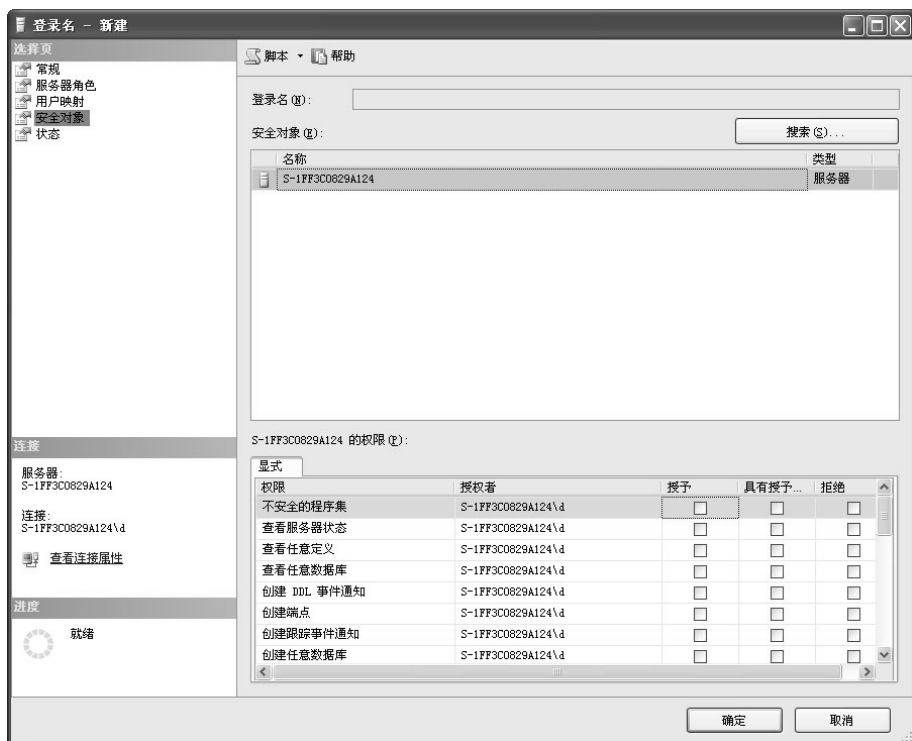 登录名 - 新建
选择页
常规
服务器角色
用户映射
安全对象
状态
脚本
帮助
登录名(N):
安全对象(E):
搜索(S)...
名称
类型
S-1FF3C0829A124
服务器
连接
服务器:
S-1FF3C0829A124
连接:
S-1FF3C0829A124\d
查看连接属性
进度
就绪
S-1FF3C0829A124 的权限(P):
显式
权限 授权者 授予 具有授予... 拒绝
不安全的程序集 S-1FF3C0829A124\d
查看服务器状态 S-1FF3C0829A124\d
查看任意定义 S-1FF3C0829A124\d
查看任意数据库 S-1FF3C0829A124\d
创建 DDL 事件通知 S-1FF3C0829A124\d
创建端点 S-1FF3C0829A124\d
创建跟踪事件通知 S-1FF3C0829A124\d
创建任意数据库 S-1FF3C0829A124\d
确定
取消